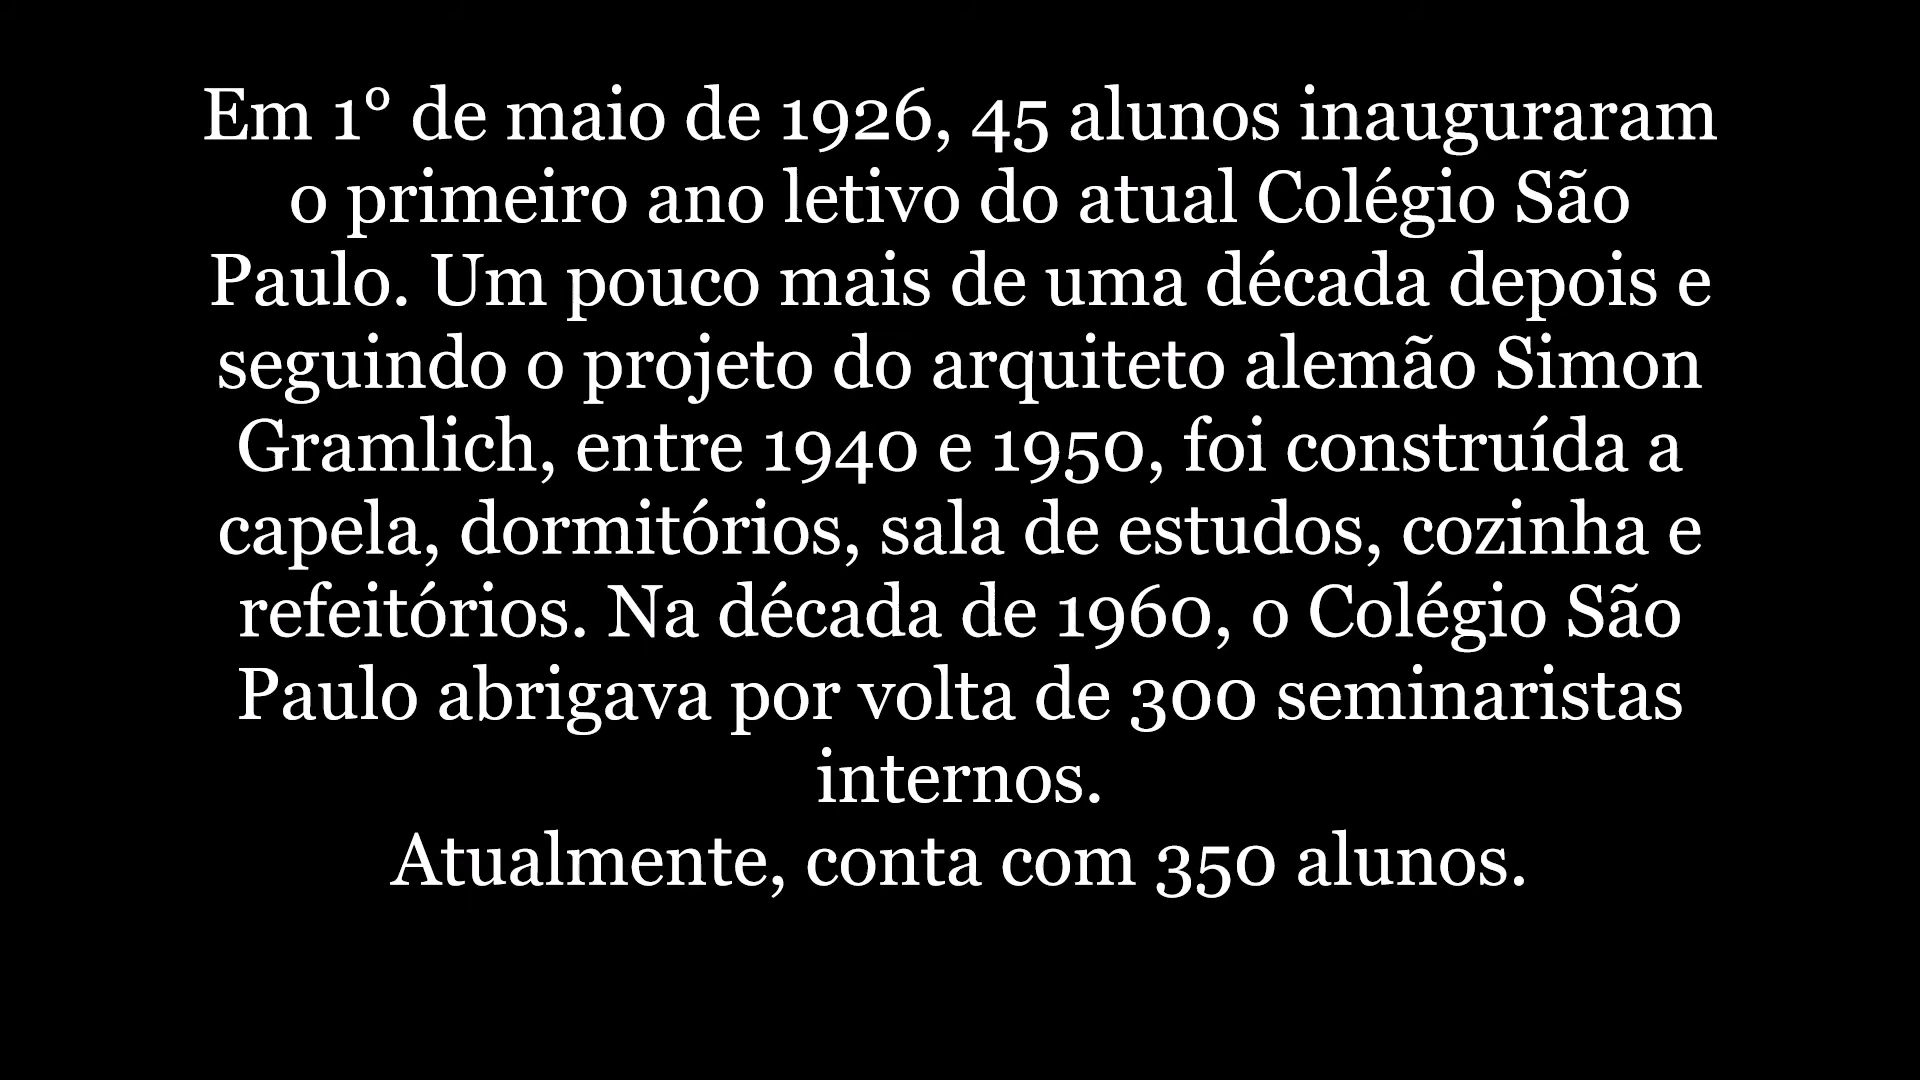 Em 1° de maio de 1926, 45 alunos inauguraram
o primeiro ano letivo do atual Colégio São
Paulo. Um pouco mais de uma década depois e
seguindo o projeto do arquiteto alemão Simon
Gramlich, entre 1940 e 1950, foi construída a
capela, dormitórios, sala de estudos, cozinha e
refeitórios. Na década de 1960, o Colégio São
Paulo abrigava por volta de 300 seminaristas
internos.
Atualmente, conta com 350 alunos.